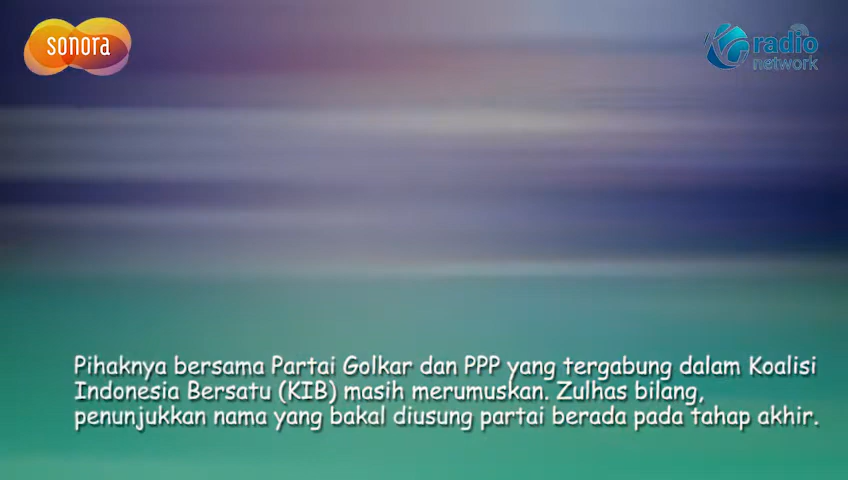 sonora
radio
network
Pihaknya bersama Partai Golkar dan PPP yang tergabung dalam Koalisi
Indonesia Bersatu (KIB) masih merumuskan. Zulhas bilang,
penunjukkan nama yang bakal diusung partai berada pada tahap akhir.